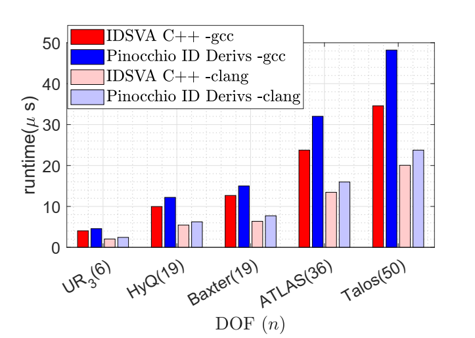 IDSVA C++ -gcc
Pinocchio ID Derivs -gcc
IDSVA C++ -clang
Pinocchio ID Derivs -clang
runtime(μ s)
50
40
30
20
10
0
UR3(6)
HyQ(19)
Baxter(19)
ATLAS(36)
Talos(50)
DOF (n)